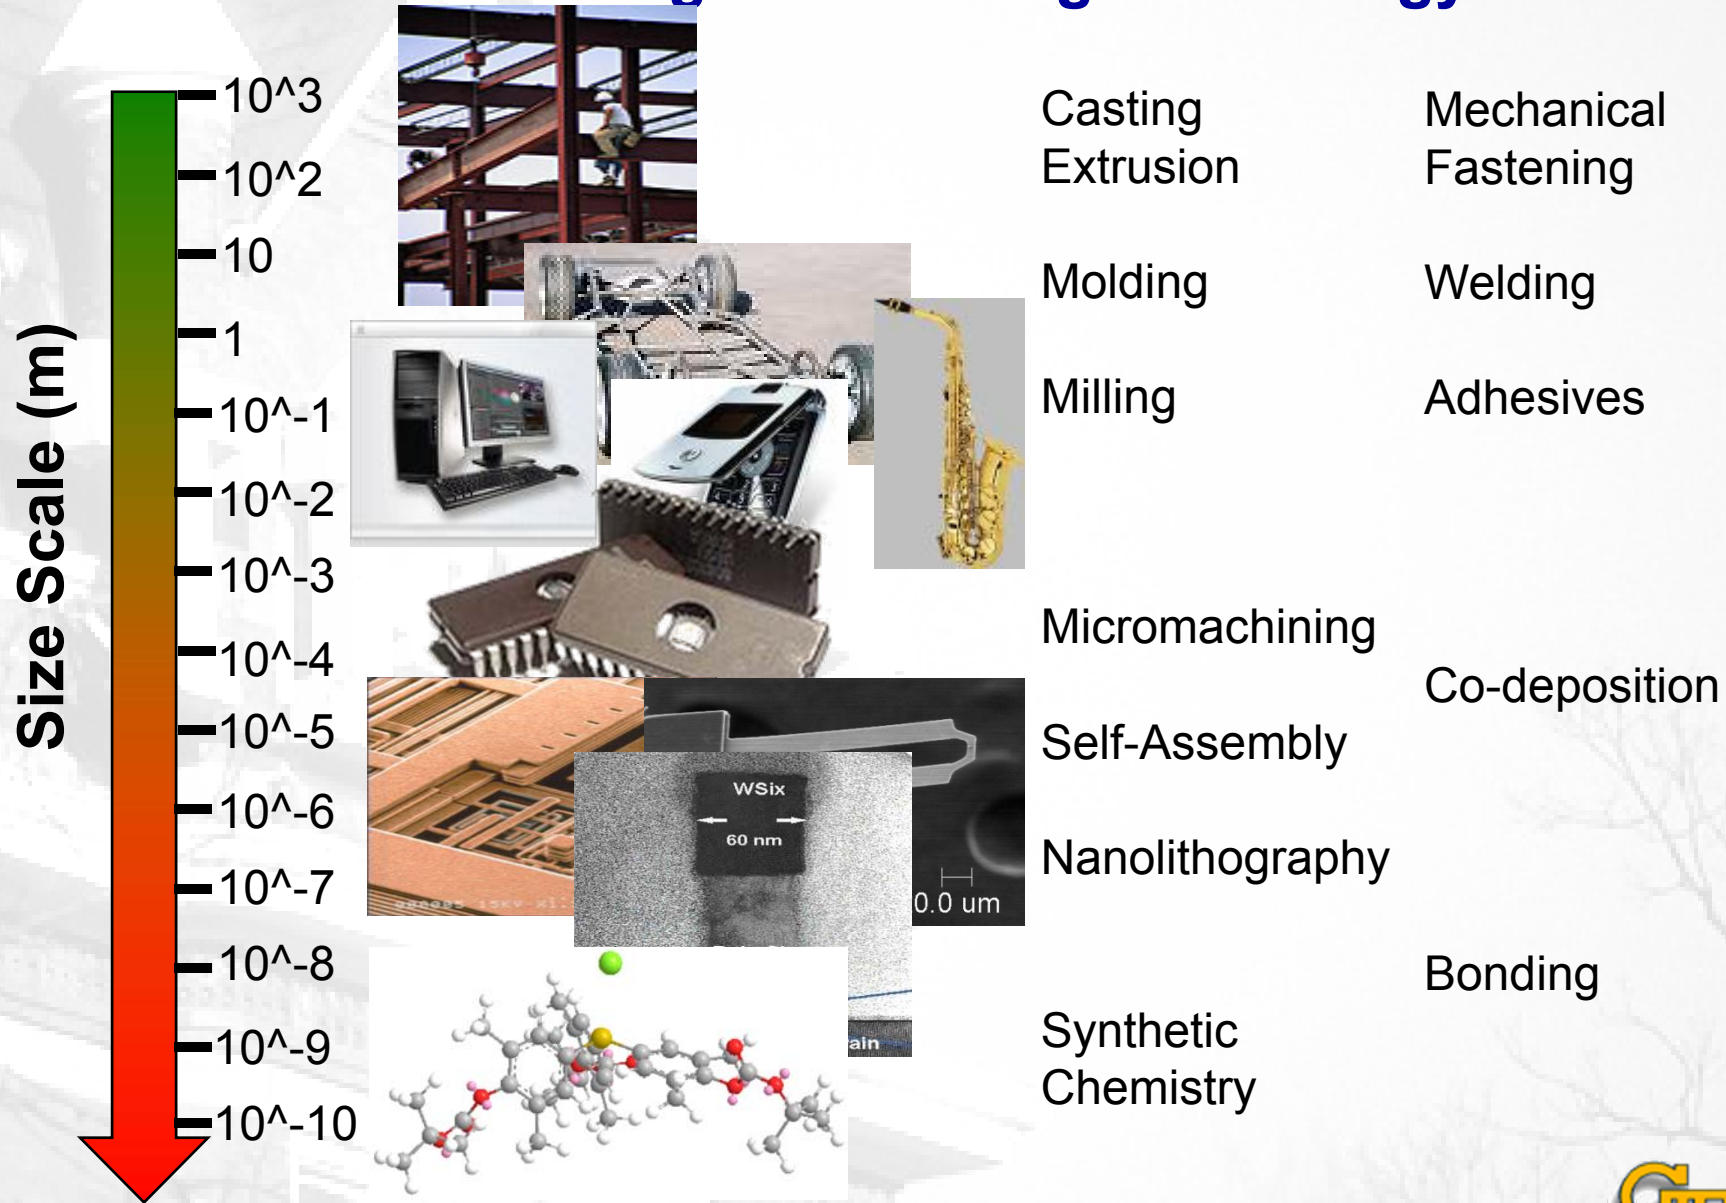 10^3
10^2
10
1
10^-1
10^-2
10^-3
10^-4
10^-5
10^-6
10^-7
10^-8
10^-9
10^-10
Size Scale (m)
WSix
60 nm
0.0 um
ain
Casting
Extrusion
Molding
Milling
Micromachining
Self-Assembly
Nanolithography
Synthetic
Chemistry
Mechanical
Fastening
Welding
Adhesives
Co-deposition
Bonding